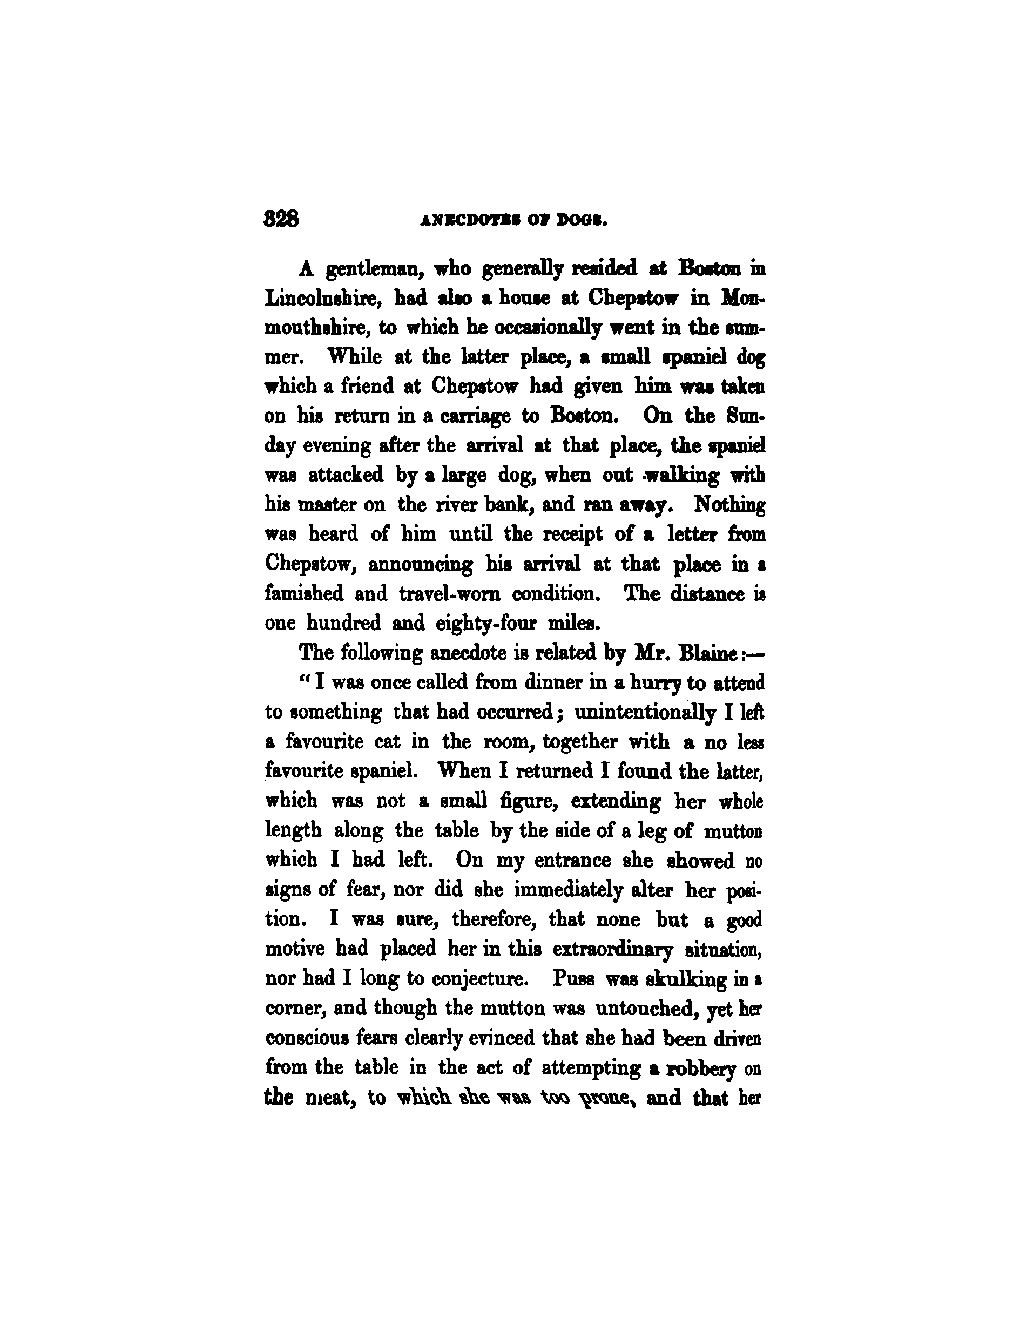 328 ANECDOTES OF DOGS.
A gentleman, who generally resided at Boston in
Lincolnshire, had also a house at Chepstow in Mon-
mouthshire, to which he occasionally went in the sum-
mer. While at the latter place, a small spaniel dog
which a friend at Chepstow had given him was taken
on his return in a carriage to Boston. On the Sun-
day evening after the arrival at that place, the spaniel
was attacked by a large dog, when out walking with
his master on the river bank, and ran away. Nothing
was heard of him until the receipt of a letter from
Chepstow, announcing his arrival at that place in a
famished and travel-worn condition. The distance is
one hundred and eighty-four miles.
The following anecdote is related by Mr. Blaine:—
"I was once called from dinner in a hurry to attend
to something that had occurred; unintentionally I left
a favourite cat in the room, together with a no less
favourite spaniel. When I returned I found the latter,
which was not a small figure, extending her whole
length along the table by the side of a leg of mutton
which I had left. On my entrance she showed no
signs of fear, nor did she immediately alter her posi-
tion. I was sure, therefore, that none but a good
motive had placed her in this extraordinary situation,
nor had I long to conjecture. Puss was skulking in a
corner, and though the mutton was untouched, yet her
conscious fears clearly evinced that she had been driven
from the table in the act of attempting a robbery on
the meat, to which she was too prone, and that her